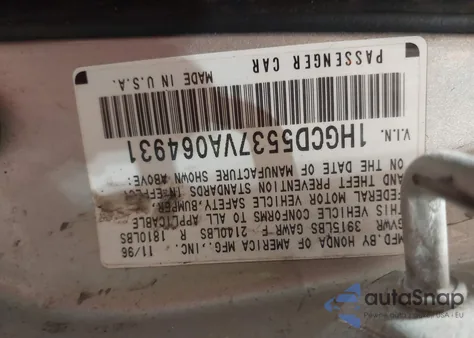 MFD. BY HONDA OF AMERICA MFG., INC. 11/96
GVWR 3915LBS GAWR F 2140LBS R 1810LBS
THIS VEHICLE CONFORMS TO ALL APPLICABLE
FEDERAL MOTOR VEHICLE SAFETY, BUMPER,
AND THEFT PREVENTION STANDARDS IN EFFECT
ON THE DATE OF MANUFACTURE SHOWN ABOVE.
V.I.N. 1HGCD5537VA064931
PASSENGER CAR MADE IN U.S.A.
autoSnap